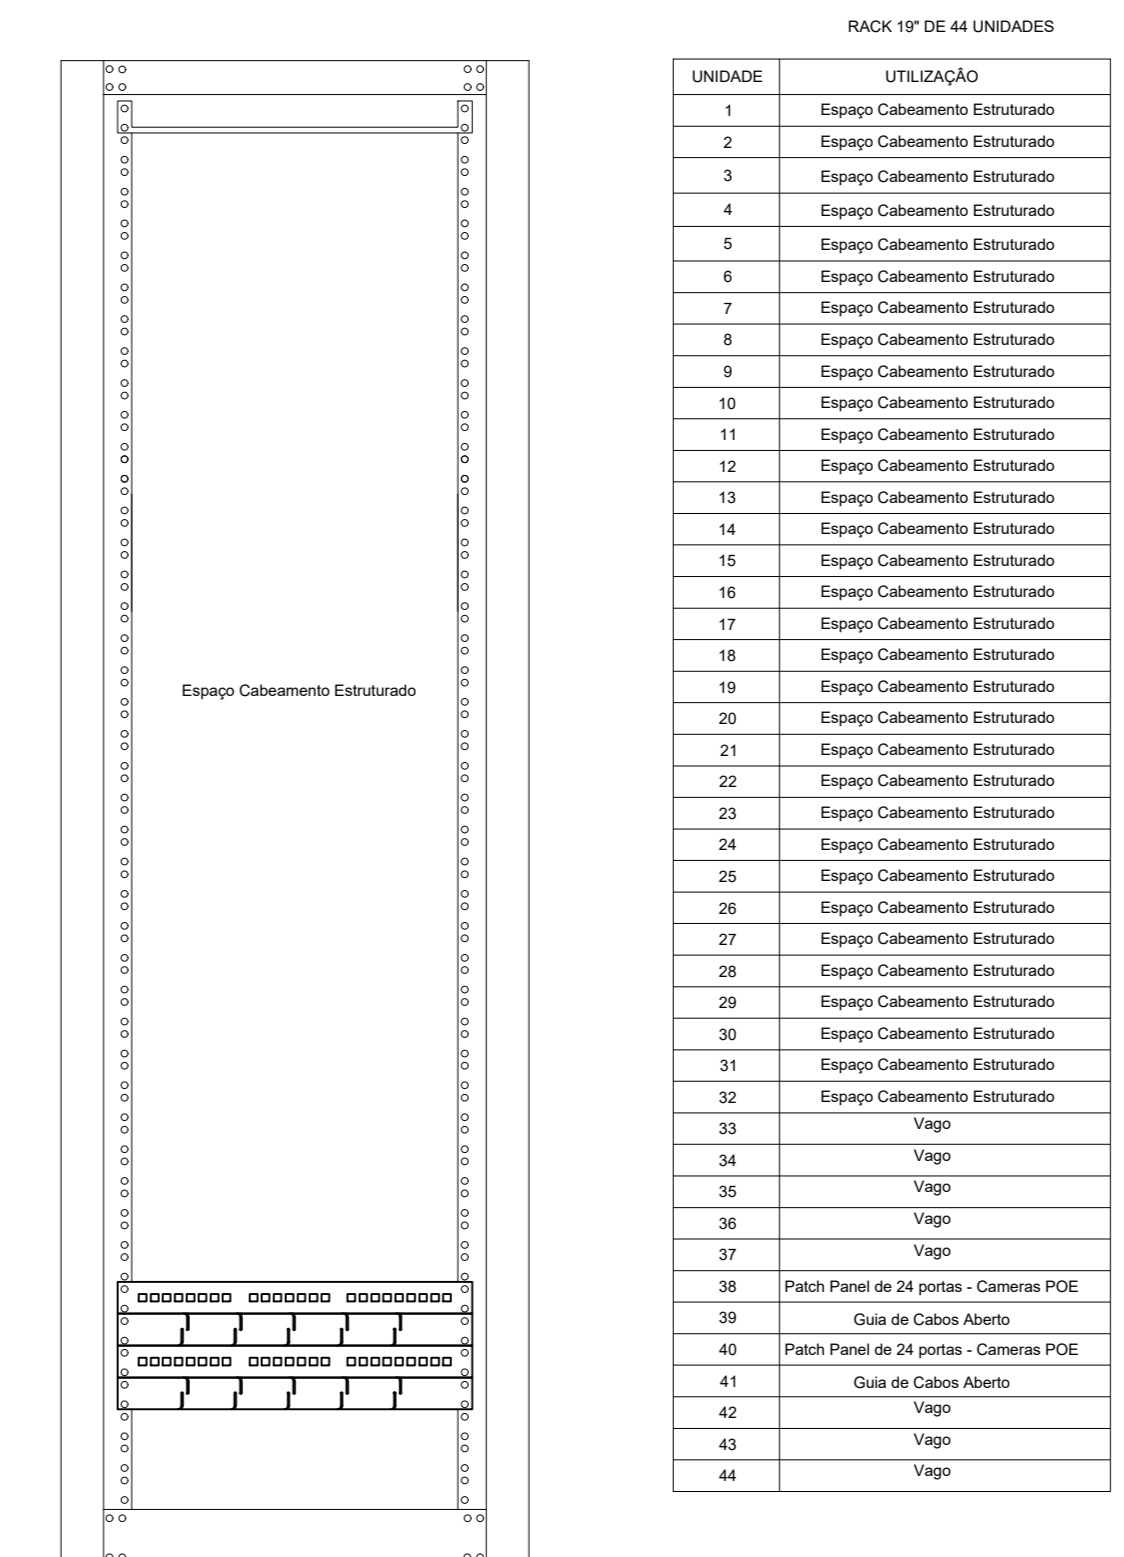 RACK 19" DE 44 UNIDADES
UNIDADE UTILIZAÇÂO
1 Espaço Cabeamento Estruturado
2 Espaço Cabeamento Estruturado
3 Espaço Cabeamento Estruturado
4 Espaço Cabeamento Estruturado
5 Espaço Cabeamento Estruturado
6 Espaço Cabeamento Estruturado
7 Espaço Cabeamento Estruturado
8 Espaço Cabeamento Estruturado
9 Espaço Cabeamento Estruturado
10 Espaço Cabeamento Estruturado
11 Espaço Cabeamento Estruturado
12 Espaço Cabeamento Estruturado
13 Espaço Cabeamento Estruturado
14 Espaço Cabeamento Estruturado
15 Espaço Cabeamento Estruturado
16 Espaço Cabeamento Estruturado
17 Espaço Cabeamento Estruturado
18 Espaço Cabeamento Estruturado
19 Espaço Cabeamento Estruturado
20 Espaço Cabeamento Estruturado
21 Espaço Cabeamento Estruturado
22 Espaço Cabeamento Estruturado
23 Espaço Cabeamento Estruturado
24 Espaço Cabeamento Estruturado
25 Espaço Cabeamento Estruturado
26 Espaço Cabeamento Estruturado
27 Espaço Cabeamento Estruturado
28 Espaço Cabeamento Estruturado
29 Espaço Cabeamento Estruturado
30 Espaço Cabeamento Estruturado
31 Espaço Cabeamento Estruturado
32 Espaço Cabeamento Estruturado
33 Vago
34 Vago
35 Vago
36 Vago
37 Vago
38 Patch Panel de 24 portas - Cameras POE
39 Guia de Cabos Aberto
40 Patch Panel de 24 portas - Cameras POE
41 Guia de Cabos Aberto
42 Vago
43 Vago
44 Vago
Espaço Cabeamento Estruturado